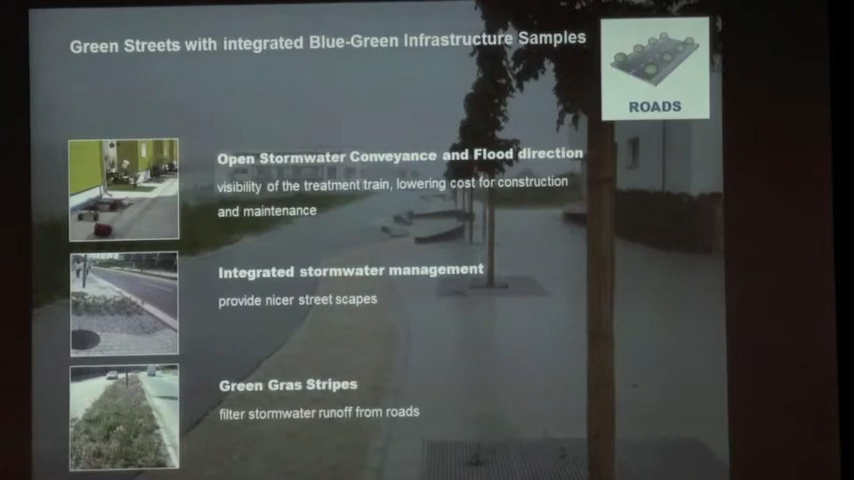 Green Streets with integrated Blue-Green Infrastructure Samples
ROADS
Open Stormwater Conveyance and Flood direction
visibility of the treatment train, lowering cost for construction
and maintenance
Integrated stormwater management
provide nicer street scapes
Green Gras Stripes
filter stormwater runoff from roads